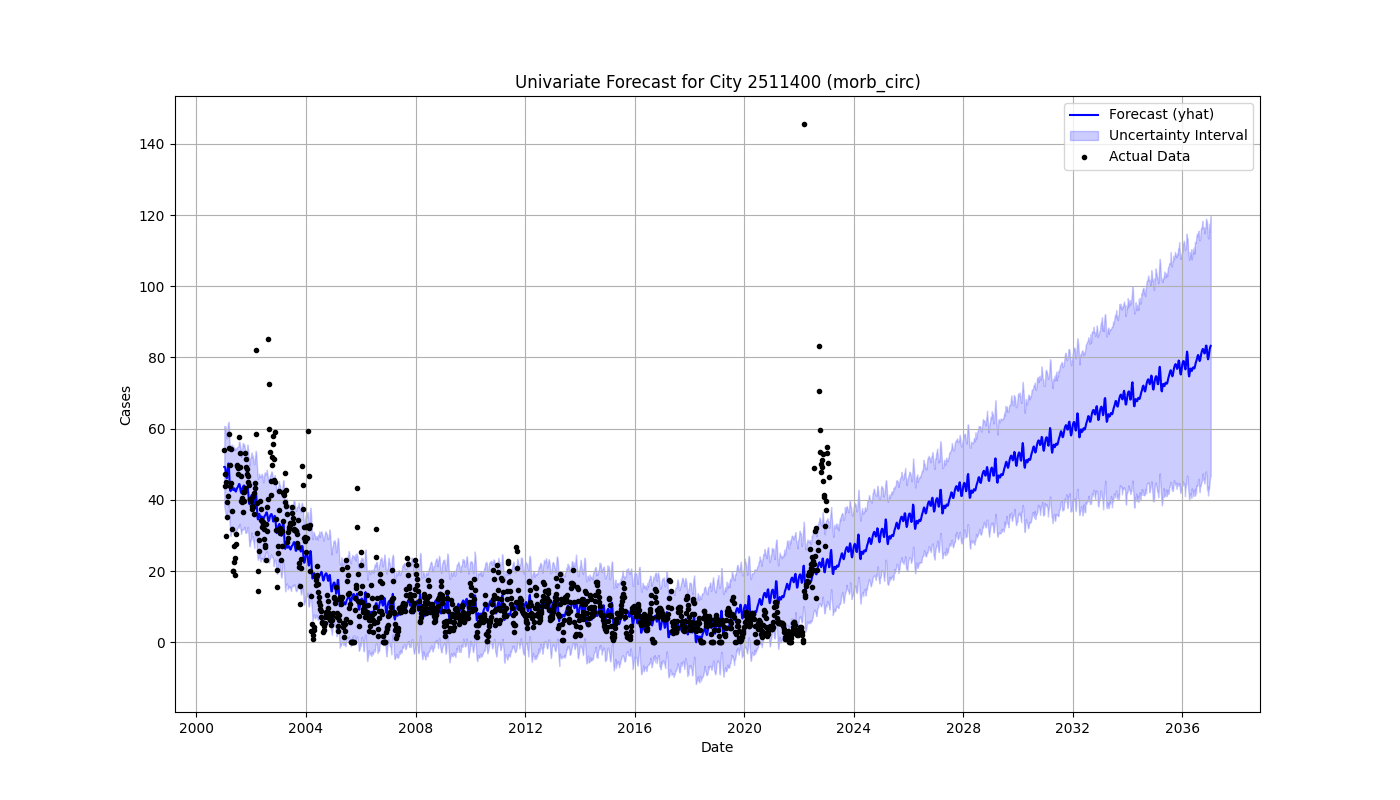 Univariate Forecast for City 2511400 (morb_circ)
Forecast (yhat)
Uncertainty Interval
Actual Data
Cases
140
120
100
80
60
40
20
0
2000 2004 2008 2012 2016 2020 2024 2028 2032 2036
Date